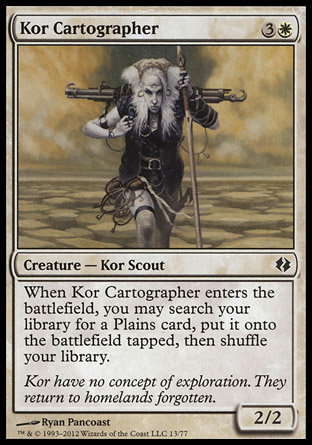 Kor Cartographer 3
Creature — Kor Scout
When Kor Cartographer enters the
battlefield, you may search your
library for a Plains card, put it onto
the battlefield tapped, then shuffle
your library.
Kor have no concept of exploration. They
return to homelands forgotten.
Ryan Pancoast
™ & © 1993–2012 Wizards of the Coast LLC 13/77
2/2